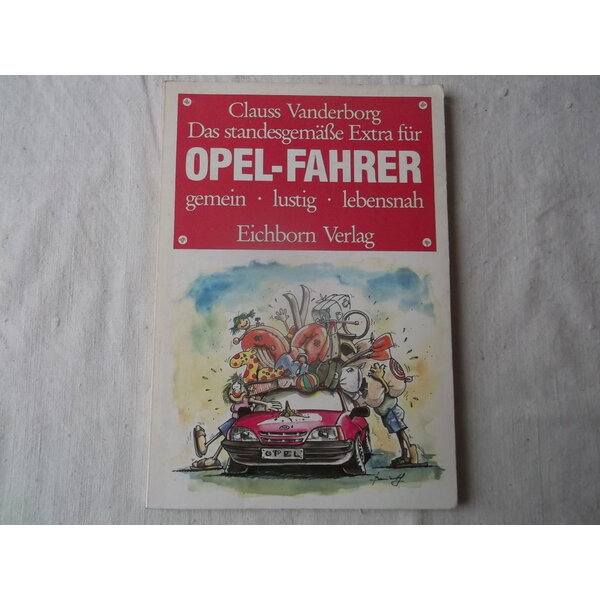 Clauss Vanderborg
Das standesgemäße Extra für
OPEL-FAHRER
gemein · lustig · lebensnah
Eichborn Verlag
OPEL